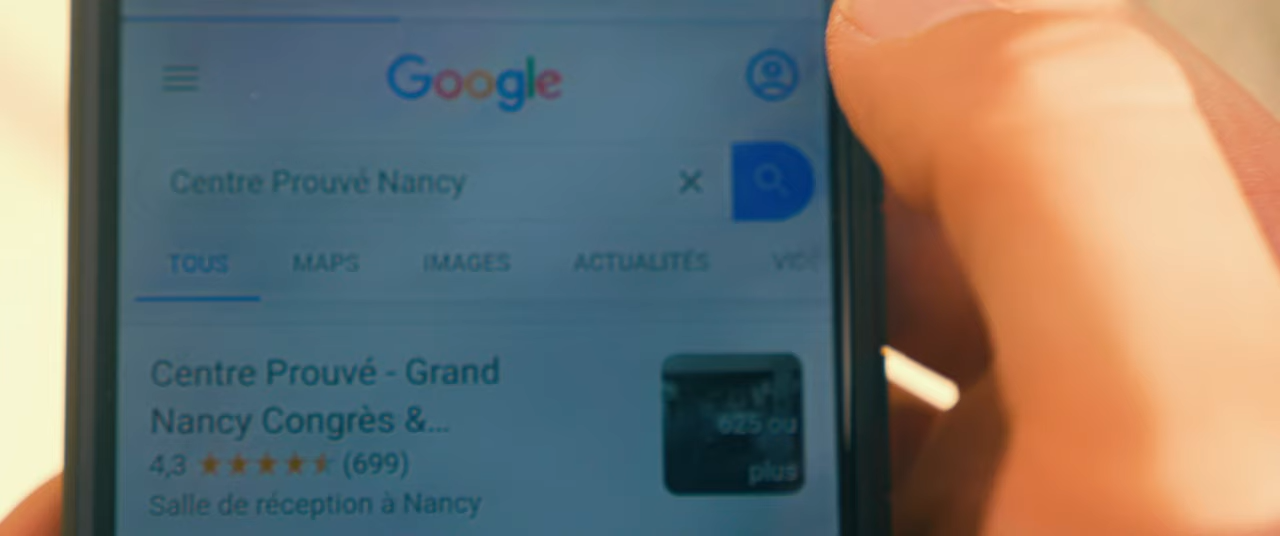 Google
Centre Prouvé Nancy
TOUS MAPS IMAGES ACTUALITÉS VIDÉ
Centre Prouvé - Grand
Nancy Congrès &...
4,3 (699)
Salle de réception à Nancy
625 ou
plus